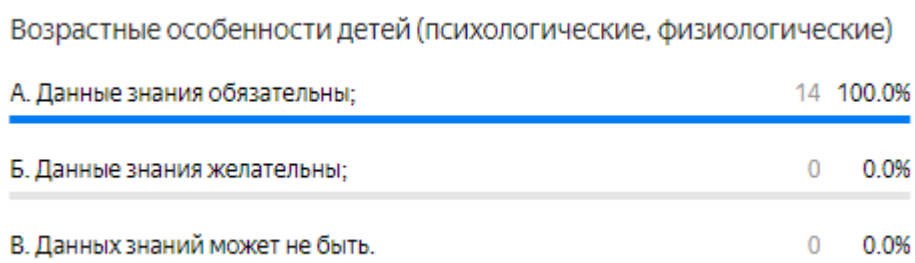 Возрастные особенности детей (психологические, физиологические)
А. Данные знания обязательны; 14 100.0%
Б. Данные знания желательны; 0 0.0%
В. Данных знаний может не быть. 0 0.0%